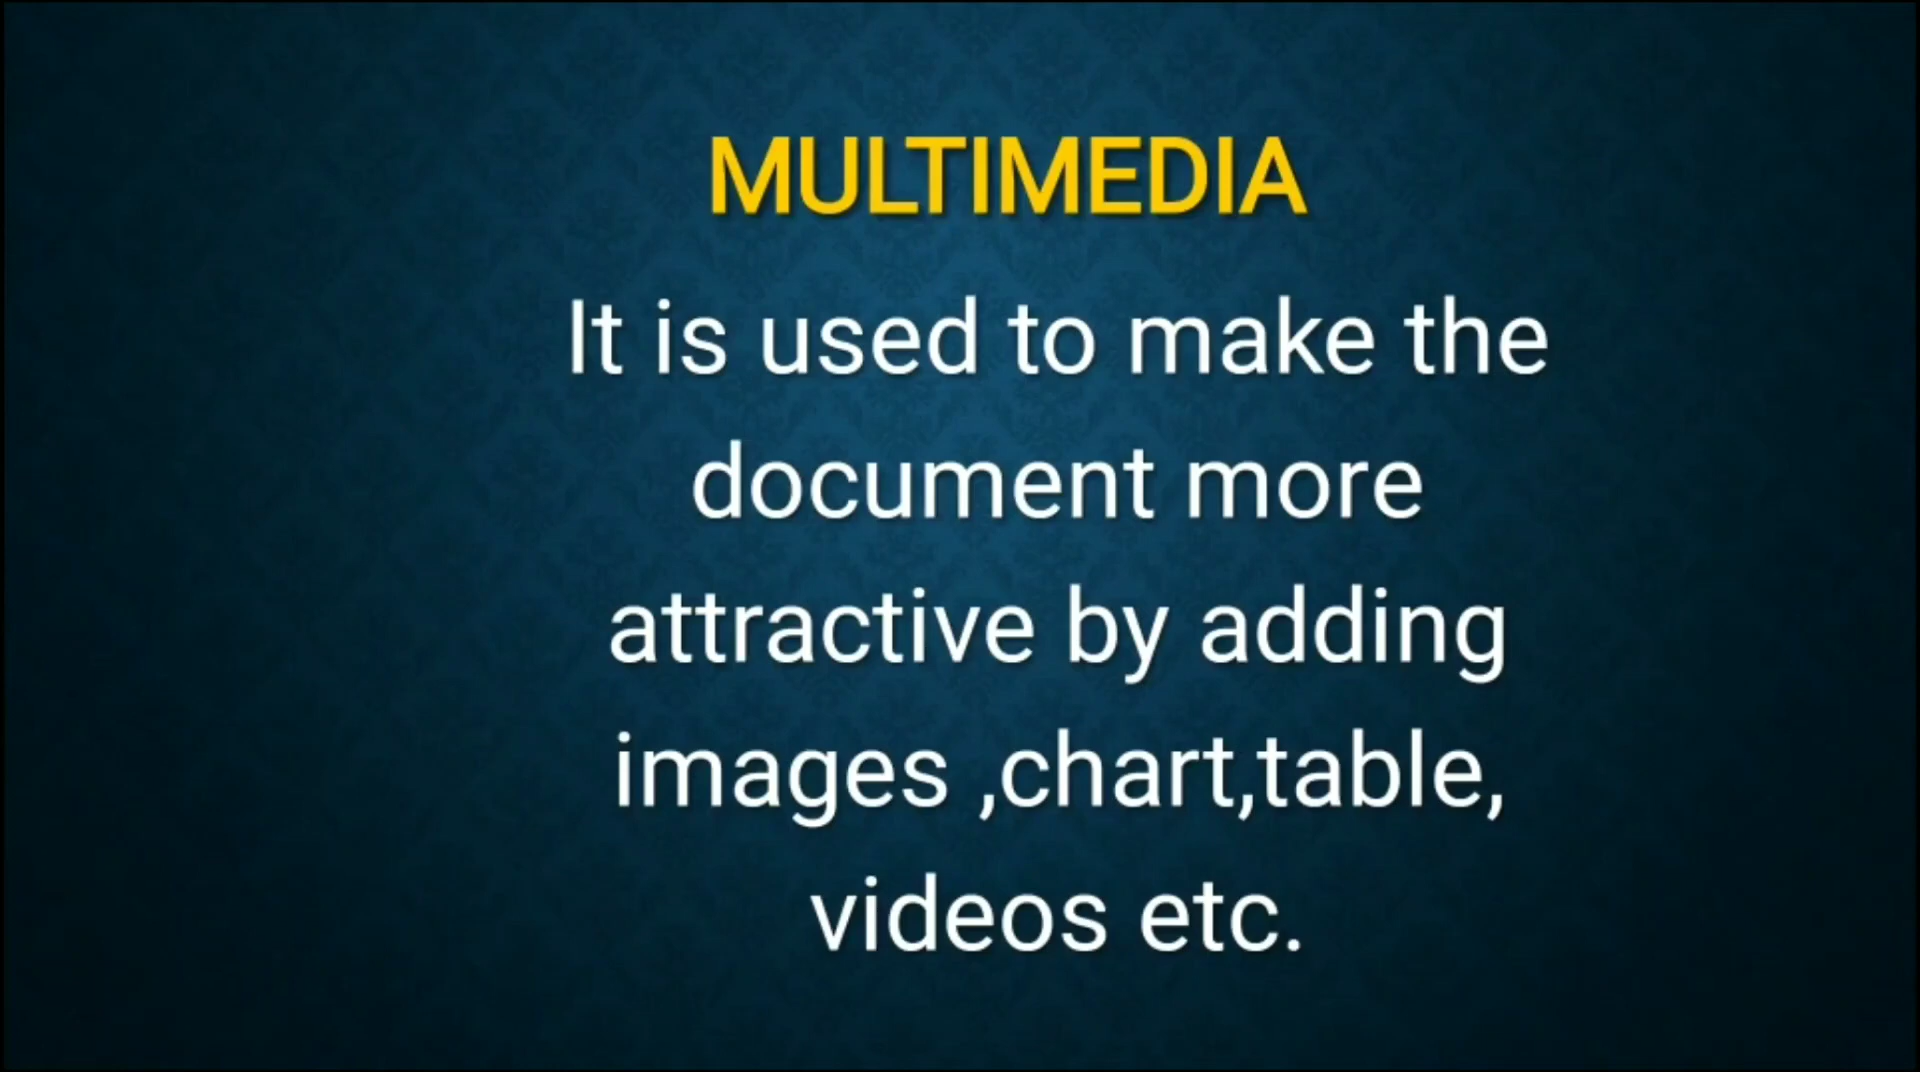 MULTIMEDIA
It is used to make the
document more
attractive by adding
images ,chart,table,
videos etc.